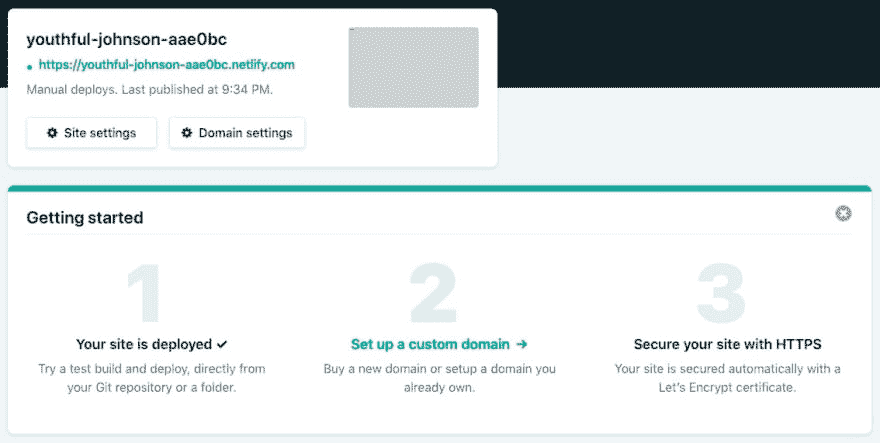 youthful-johnson-aae0bc
https://youthful-johnson-aae0bc.netlify.com
Manual deploys. Last published at 9:34 PM.
Site settings
Domain settings
Getting started
1
Your site is deployed ✓
Try a test build and deploy, directly from
your Git repository or a folder.
2
Set up a custom domain →
Buy a new domain or setup a domain you
already own.
3
Secure your site with HTTPS
Your site is secured automatically with a
Let's Encrypt certificate.